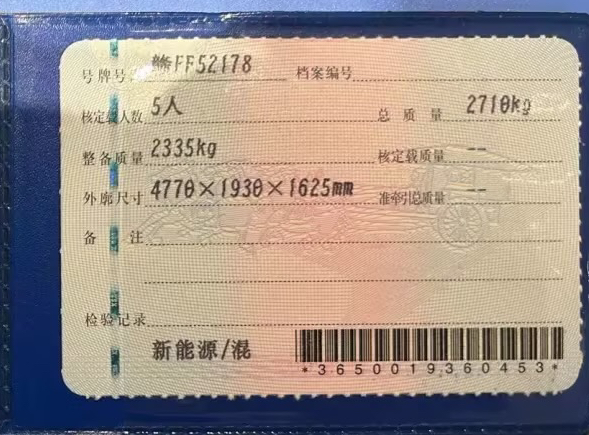 号牌号 赣FF52178 档案编号
核定载人数 5人 总质量 2710kg
整备质量 2335kg 核定载质量 --
外廓尺寸 4770×1930×1625mm 准牵引总质量 --
备注
检验记录
新能源/混
*3650019360453*